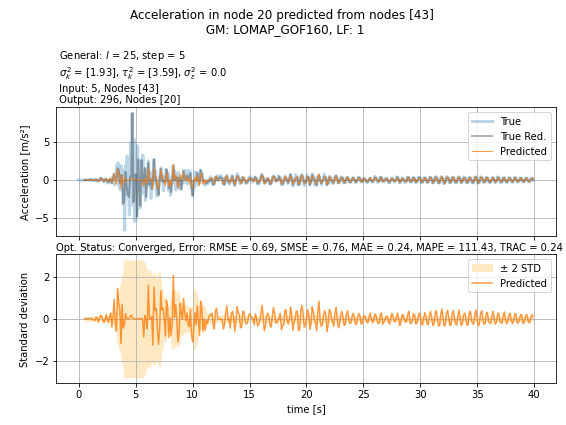 Acceleration in node 20 predicted from nodes [43]
GM: LOMAP_GOF160, LF: 1
General: l = 25, step = 5
σ_k² = [1.93], τ_k² = [3.59], σ_ε² = 0.0
Input: 5, Nodes [43]
Output: 296, Nodes [20]
True
True Red.
Predicted
Acceleration [m/s²]
5
0
−5
Opt. Status: Converged, Error: RMSE = 0.69, SMSE = 0.76, MAE = 0.24, MAPE = 111.43, TRAC = 0.24
± 2 STD
Predicted
Standard deviation
2
0
−2
0 5 10 15 20 25 30 35 40
time [s]